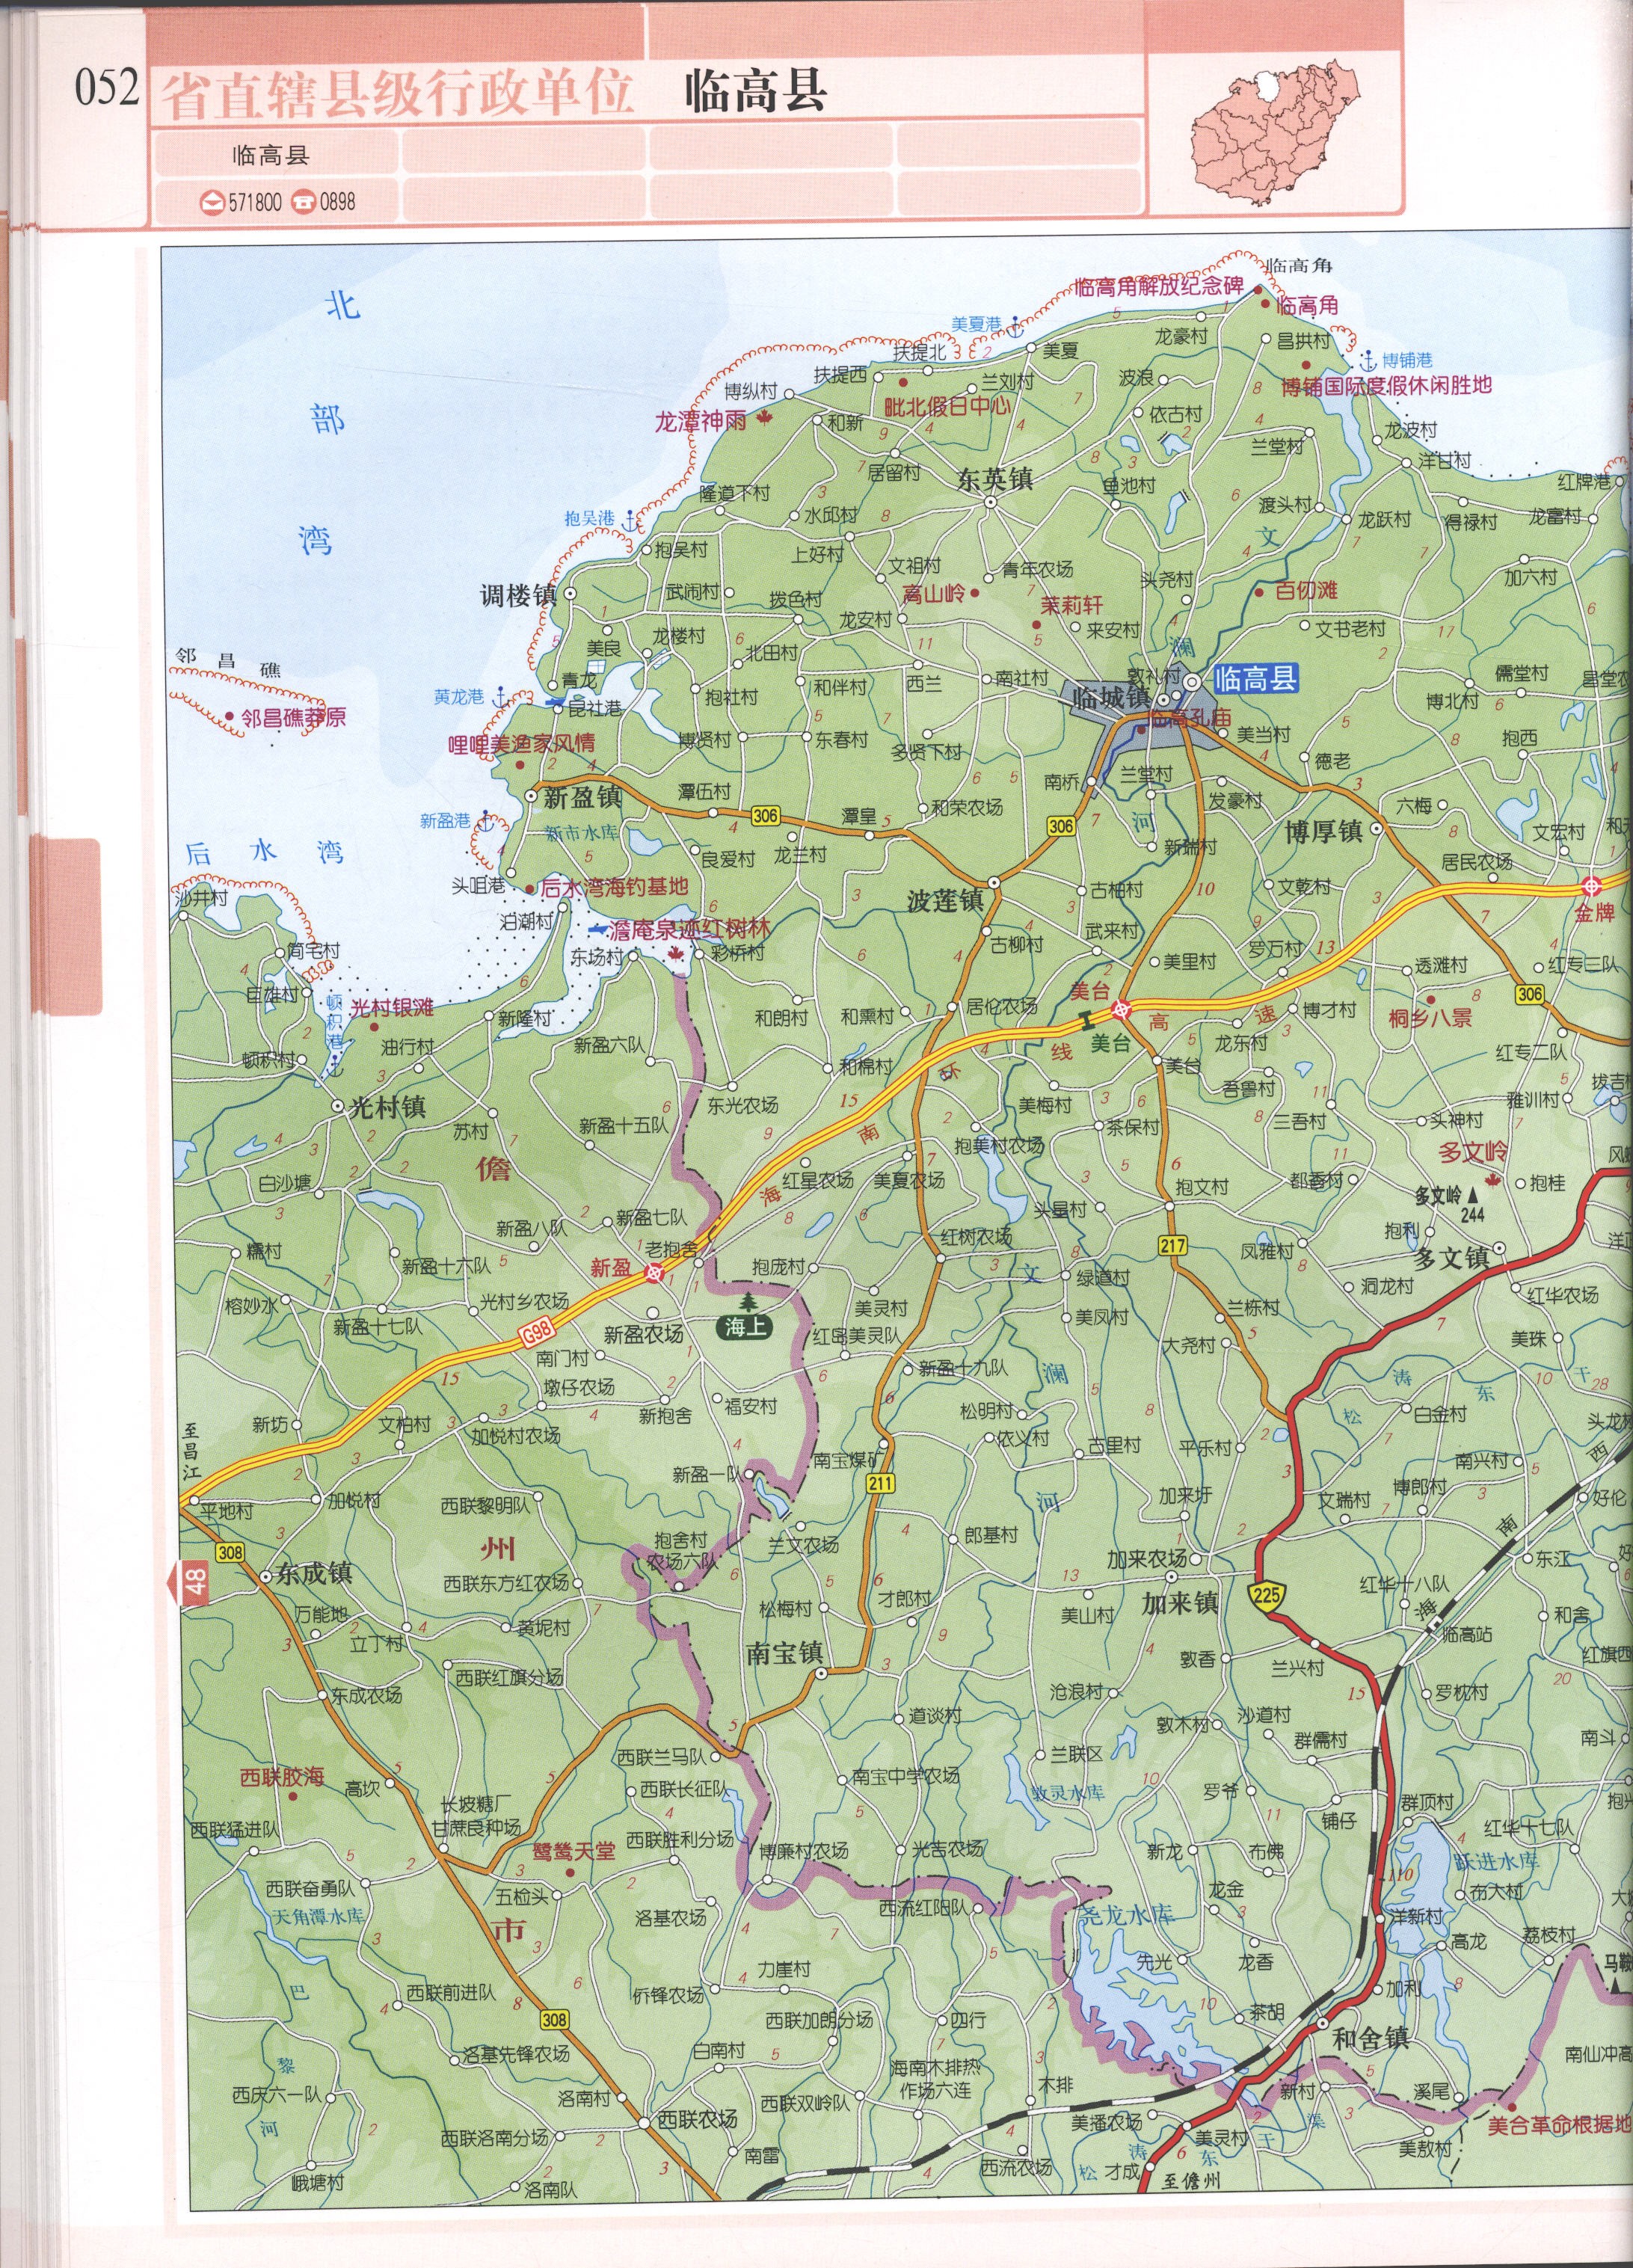 052
省直辖县级行政单位
临高县
临高县
571800
0898
北
部
湾
临高角
临高角解放纪念碑
临高角
美夏港
龙豪村
昌拱村
博铺港
扶提北
美夏
博铺国际度假休闲胜地
博纵村
扶提西
兰刘村
波浪
龙潭神雨
和新
毗北假日中心
依古村
龙波村
居留村
兰堂村
洋甘村
东英镇
鱼池村
红牌港
隆道下村
水邱村
渡头村
龙跃村
得禄村
龙富村
抱吴港
抱吴村
上好村
文
文祖村
青年农场
头尧村
加六村
调楼镇
武闹村
拨色村
高山岭
茉莉轩
百仞滩
龙安村
来安村
文书老村
美良
龙楼村
澜
邻昌礁
北田村
青龙
西兰
南社村
敦礼村
临高县
儒堂村
黄龙港
昆社港
抱社村
和伴村
临城镇
博北村
邻昌礁莽原
临高孔庙
美当村
哩哩美渔家风情
博贤村
东春村
多贤下村
抱西
德老
兰堂村
新盈镇
潭伍村
306
潭皇
和荣农场
南桥
发豪村
六梅
新盈港
新市水库
306
河
博厚镇
文宏村
后水湾
良爱村
龙兰村
新瑞村
居民农场
头咀港
后水湾海钓基地
波莲镇
古柚村
文乾村
金牌
沙井村
泊潮村
澹庵泉迹红树林
古柳村
武来村
罗万村
简宅村
东场村
彩桥村
美里村
透滩村
红专三队
巨雄村
光村银滩
美台
306
顿积港
新隆村
和朗村
和熏村
居伦农场
高
速
博才村
桐乡八景
油行村
新盈六队
线
美台
龙东村
顿积村
和棉村
环
美台
红专二队
光村镇
东光农场
美梅村
吾鲁村
雅训村
苏村
新盈十五队
南
茶保村
三吾村
头神村
抱美村农场
儋
多文岭
白沙塘
海
红星农场
美夏农场
抱文村
都香村
多文岭
244
抱桂
新盈八队
新盈七队
头星村
抱利
糯村
老抱舍
红树农场
217
凤雅村
多文镇
新盈十六队
新盈
抱庞村
文
绿道村
洞龙村
榕妙水
光村乡农场
美灵村
红华农场
新盈十七队
G98
新盈农场
海上
美凤村
兰栋村
红岛美灵队
大尧村
美珠
南门村
新盈十九队
澜
涛
东
干
墩仔农场
新坊
文柏村
新抱舍
福安村
松明村
松
白金村
至昌江
加悦村农场
依义村
古里村
平乐村
新盈一队
南宝煤矿
南兴村
西
211
博郎村
平地村
加悦村
西联黎明队
河
加来圩
文瑞村
好伦
308
州
抱舍村
农场六队
兰文农场
郎基村
南
48
东成镇
西联东方红农场
加来农场
东江
万能地
松梅村
才郎村
加来镇
225
红华十八队
立丁村
黄坭村
美山村
海
和舍
南宝镇
临高站
西联红旗分场
敦香
兰兴村
东成农场
沧浪村
罗枕村
道谈村
敦木村
沙道村
西联兰马队
兰联区
群儒村
西联胶海
高坎
西联长征队
南宝中学农场
敦灵水库
罗爷
南斗
长坡糖厂
甘蔗良种场
铺仔
群顶村
西联猛进队
鹭鸶天堂
西联胜利分场
博廉村农场
光吉农场
新龙
布佛
红华十七队
跃进水库
西联奋勇队
五检头
洛基农场
西流红阳队
龙金
布大村
天角潭水库
市
尧龙水库
洋新村
荔枝村
高龙
力崖村
先光
龙香
巴
西联前进队
侨锋农场
加利
308
西联加朗分场
四行
茶胡
和舍镇
黎
洛基先锋农场
白南村
海南木排热
作场六连
南仙冲高
西庆六一队
洛南村
西联双岭队
木排
新村
溪尾
河
西联农场
美播农场
渠
美合革命根据地
西联洛南分场
南雷
美灵村
干
美敖村
峨塘村
洛南队
西流农场
松
涛
才成
东
至儋州